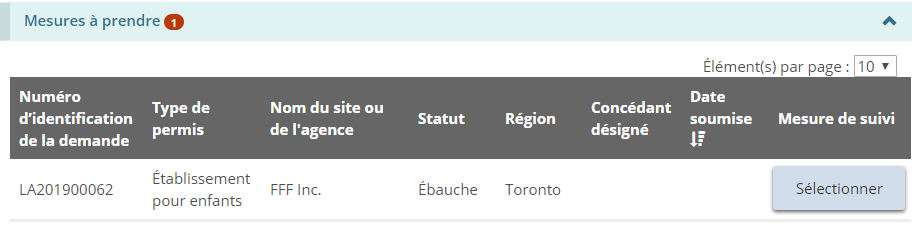 Mesures à prendre 1
Élément(s) par page : 10
Numéro d’identification de la demande
Type de permis
Nom du site ou de l'agence
Statut
Région
Concédant désigné
Date soumise
Mesure de suivi
LA201900062
Établissement pour enfants
FFF Inc.
Ébauche
Toronto
Sélectionner